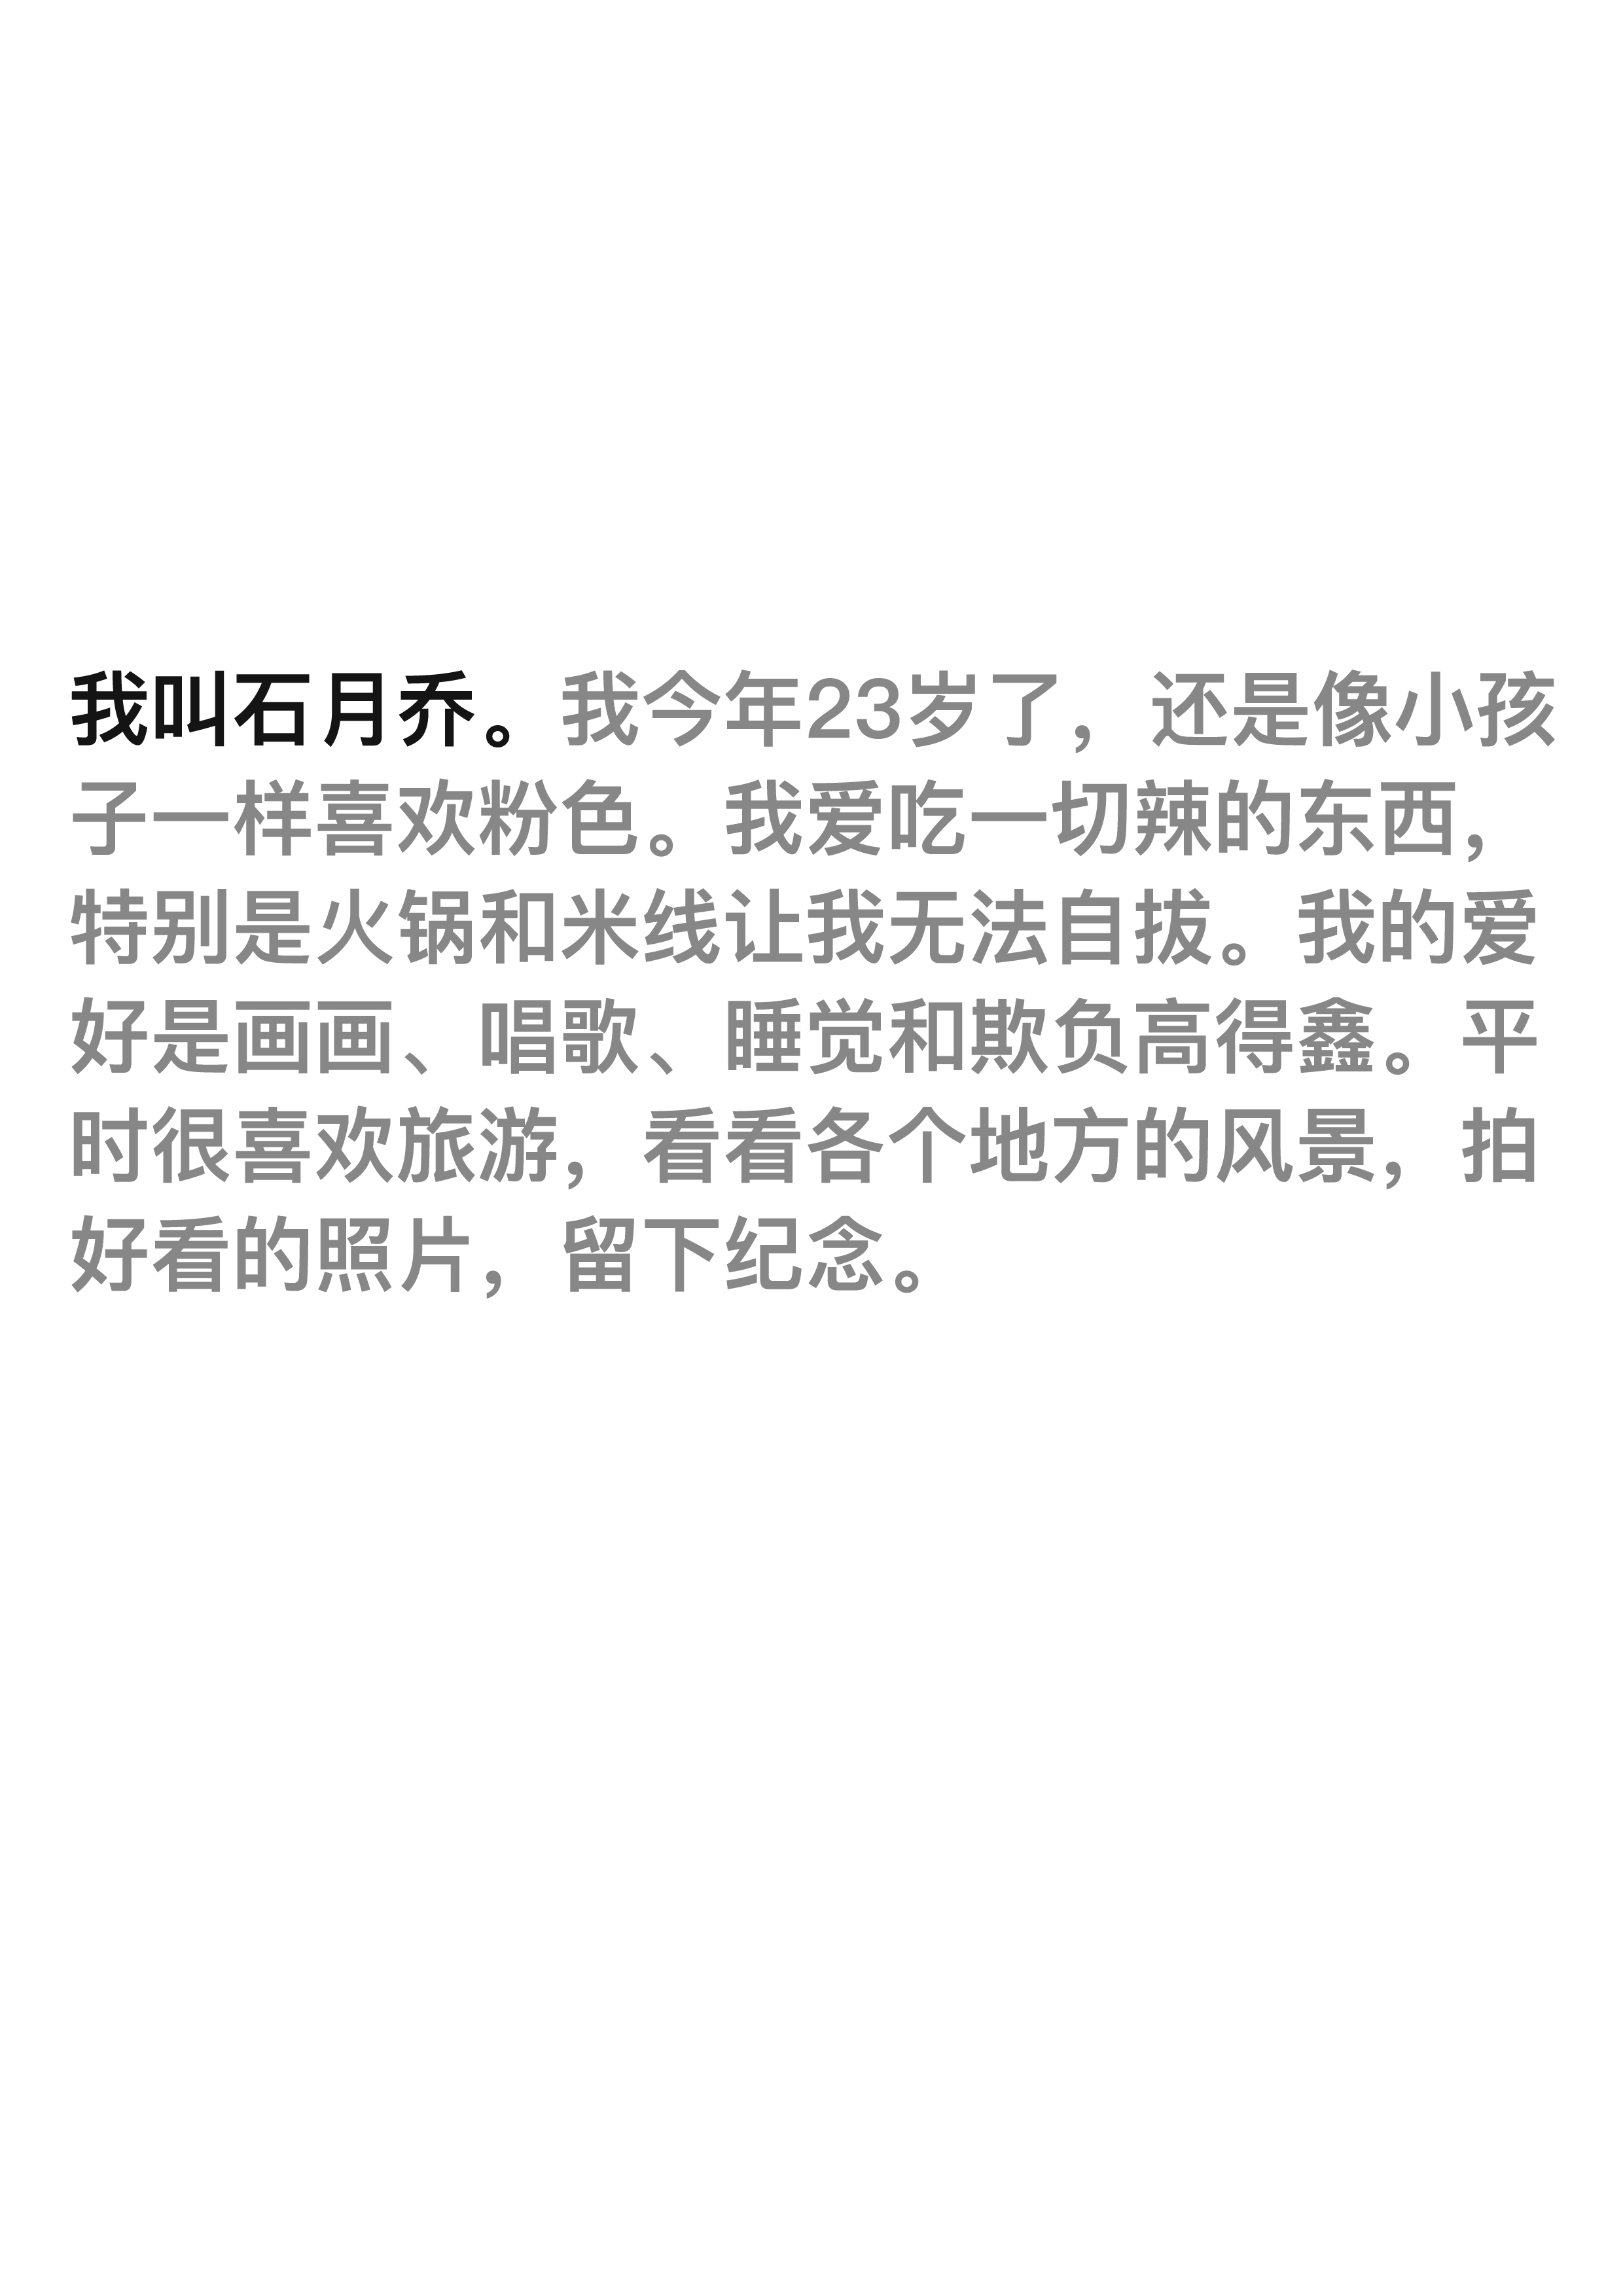 我叫石月乔。我今年23岁了，还是像小孩
子一样喜欢粉色。我爱吃一切辣的东西，
特别是火锅和米线让我无法自拔。我的爱
好是画画、唱歌、睡觉和欺负高得鑫。平
时很喜欢旅游，看看各个地方的风景，拍
好看的照片，留下纪念。